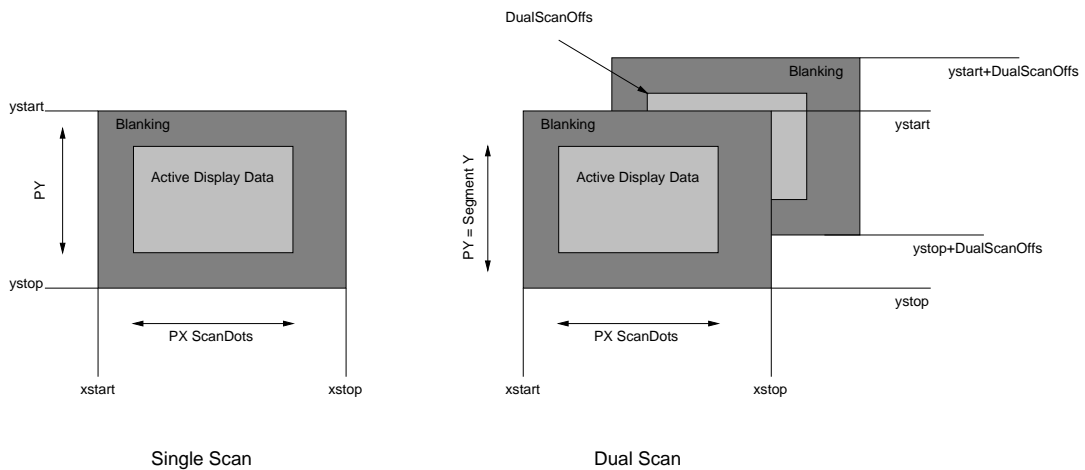 DualScanOffs
Blanking
ystart+DualScanOffs
ystart
Blanking
Blanking
ystart
PY
Active Display Data
PY = Segment Y
Active Display Data
ystop+DualScanOffs
ystop
ystop
PX ScanDots
PX ScanDots
xstart
xstop
xstart
xstop
Single Scan
Dual Scan